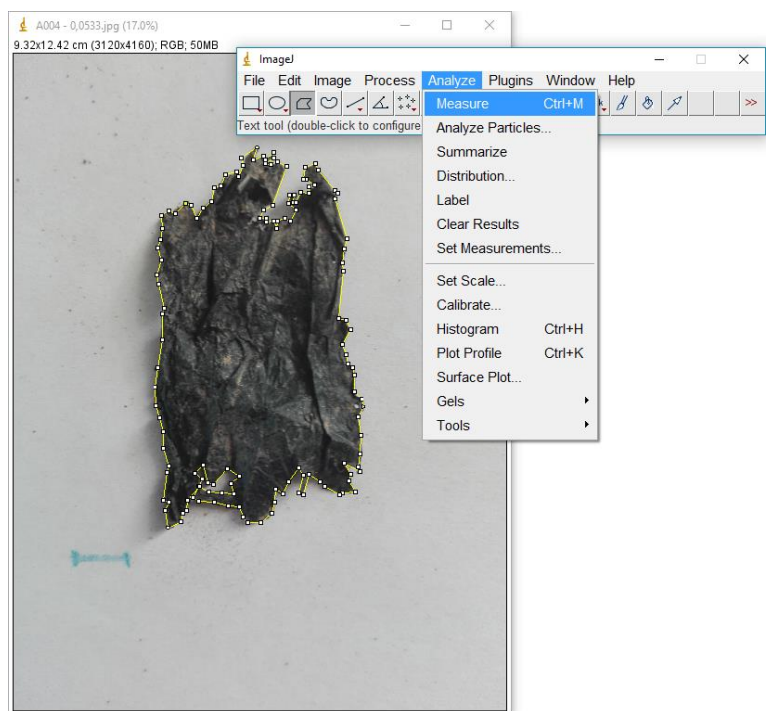 A004 - 0,0533.jpg (17.0%)
9.32x12.42 cm (3120x4160); RGB; 50MB
ImageJ
File Edit Image Process Analyze Plugins Window Help
>>
Text tool (double-click to configure
Measure Ctrl+M
Analyze Particles...
Summarize
Distribution...
Label
Clear Results
Set Measurements...
Set Scale...
Calibrate...
Histogram Ctrl+H
Plot Profile Ctrl+K
Surface Plot...
Gels
Tools